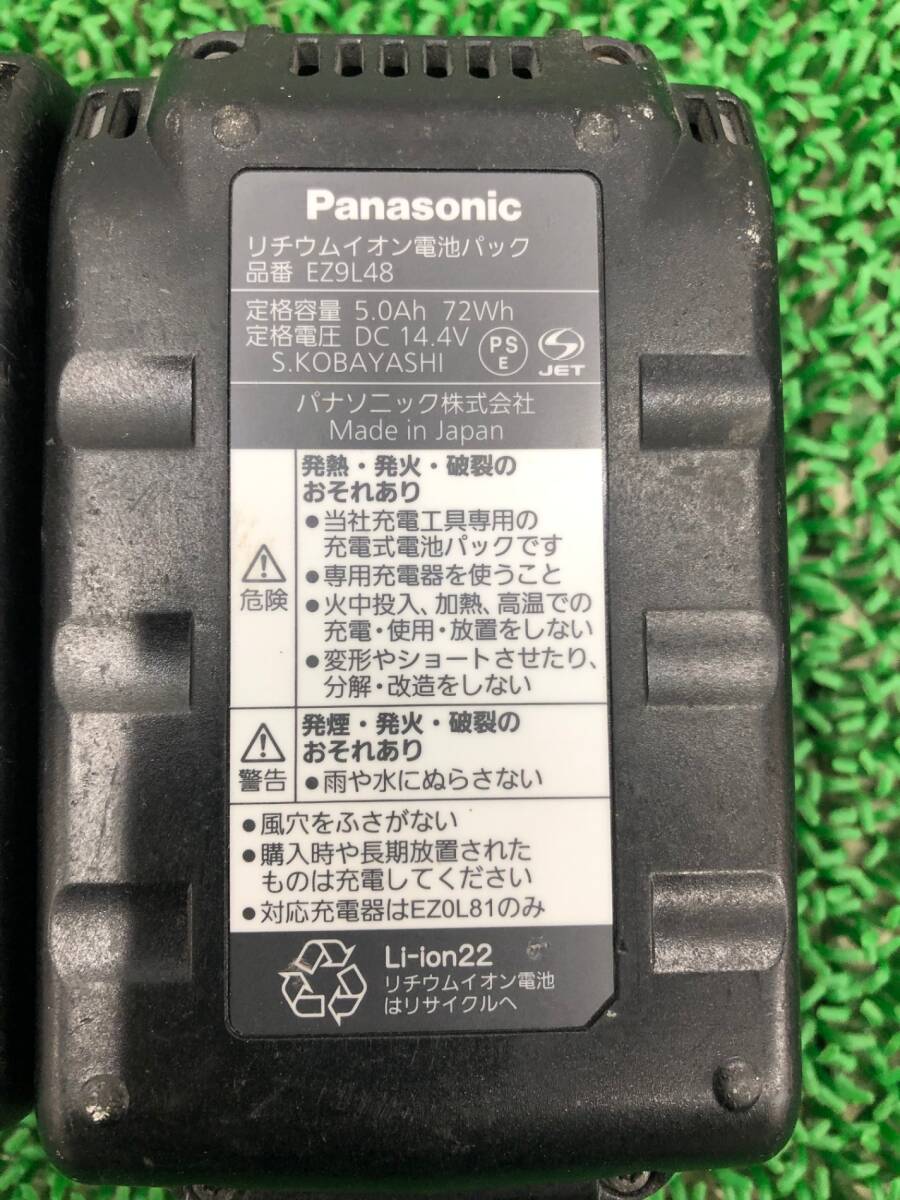 Panasonic
リチウムイオン電池パック
品番 EZ9L48
定格容量 5.0Ah 72Wh
定格電圧 DC 14.4V
S.KOBAYASHI
PS
E
JET
パナソニック株式会社
Made in Japan
危険
発熱・発火・破裂の
おそれあり
●当社充電工具専用の
充電式電池パックです
●専用充電器を使うこと
●火中投入、加熱、高温での
充電・使用・放置をしない
●変形やショートさせたり、
分解・改造をしない
警告
発煙・発火・破裂の
おそれあり
●雨や水にぬらさない
●風穴をふさがない
●購入時や長期放置された
ものは充電してください
●対応充電器はEZ0L81のみ
Li-ion22
リチウムイオン電池
はリサイクルへ